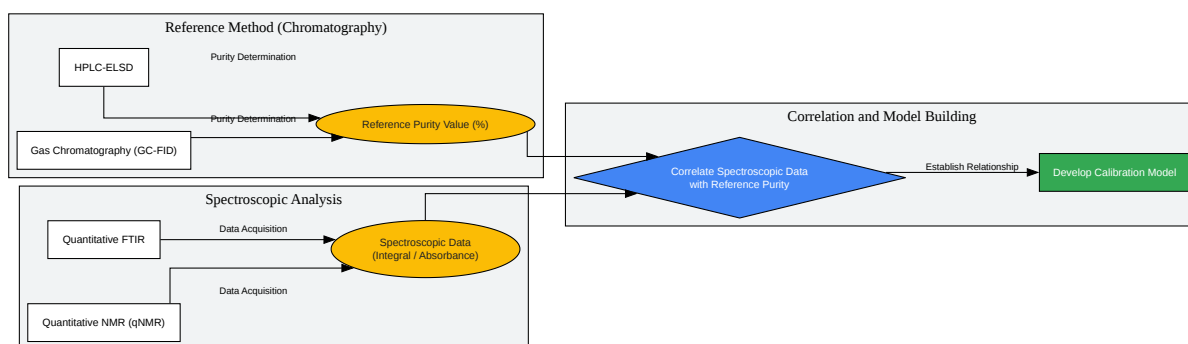 Reference Method (Chromatography)
HPLC-ELSD
Purity Determination
Purity Determination
Reference Purity Value (%)
Gas Chromatography (GC-FID)
Spectroscopic Analysis
Quantitative FTIR
Data Acquisition
Spectroscopic Data
(Integral / Absorbance)
Data Acquisition
Quantitative NMR (qNMR)
Correlation and Model Building
Correlate Spectroscopic Data
with Reference Purity
Establish Relationship
Develop Calibration Model